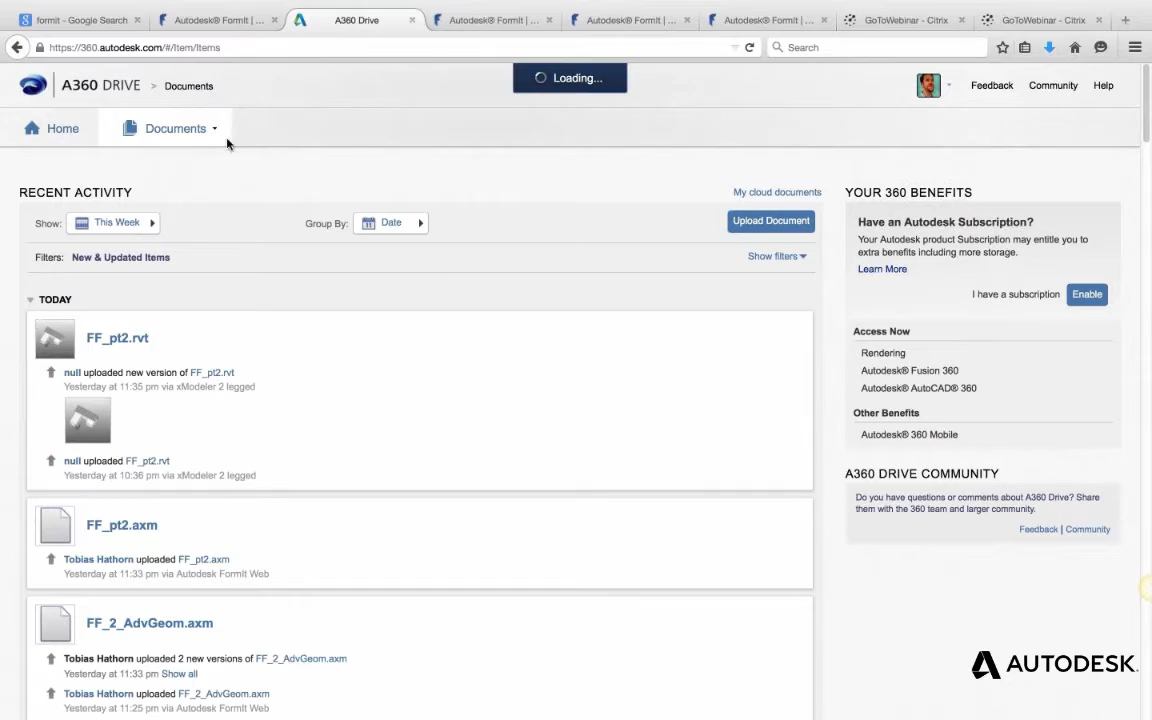 formit - Google Search
Autodesk® FormIt | ...
A360 Drive
Autodesk® FormIt | ...
Autodesk® FormIt | ...
Autodesk® FormIt | ...
GoToWebinar - Citrix
GoToWebinar - Citrix
https://360.autodesk.com/#/Item/Items
Search
A360 DRIVE > Documents
Loading...
Feedback
Community
Help
Home
Documents
RECENT ACTIVITY
My cloud documents
Show: This Week
Group By: Date
Upload Document
Filters: New & Updated Items
Show filters
TODAY
FF_pt2.rvt
null uploaded new version of FF_pt2.rvt
Yesterday at 11:35 pm via xModeler 2 legged
null uploaded FF_pt2.rvt
Yesterday at 10:36 pm via xModeler 2 legged
FF_pt2.axm
Tobias Hathorn uploaded FF_pt2.axm
Yesterday at 11:33 pm via Autodesk FormIt Web
FF_2_AdvGeom.axm
Tobias Hathorn uploaded 2 new versions of FF_2_AdvGeom.axm
Yesterday at 11:33 pm Show all
Tobias Hathorn uploaded FF_2_AdvGeom.axm
Yesterday at 11:25 pm via Autodesk FormIt Web
YOUR 360 BENEFITS
Have an Autodesk Subscription?
Your Autodesk product Subscription may entitle you to
extra benefits including more storage.
Learn More
I have a subscription
Enable
Access Now
Rendering
Autodesk® Fusion 360
Autodesk® AutoCAD® 360
Other Benefits
Autodesk® 360 Mobile
A360 DRIVE COMMUNITY
Do you have questions or comments about A360 Drive? Share
them with the 360 team and larger community.
Feedback | Community
AUTODESK.